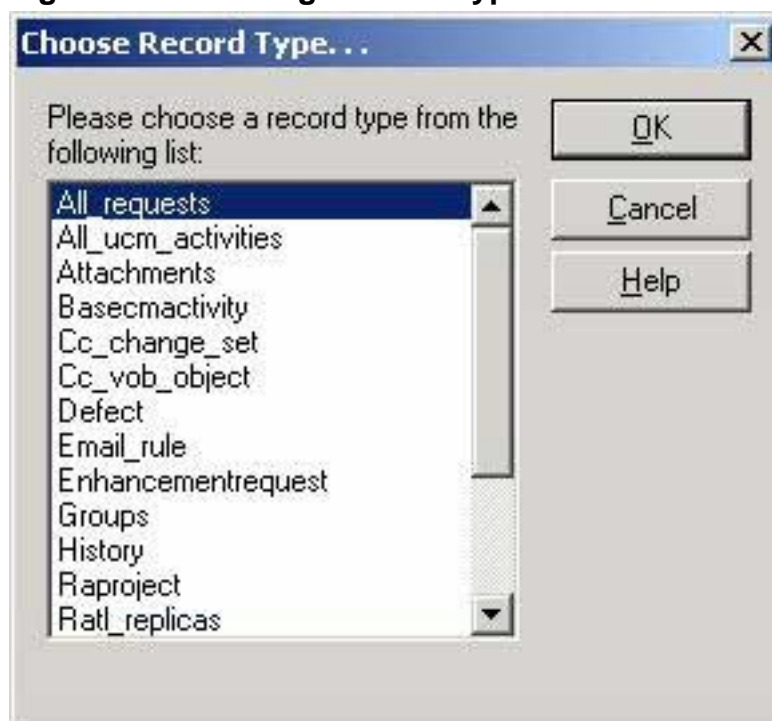 Choose Record Type. . .
Please choose a record type from the
following list:
All_requests
All_ucm_activities
Attachments
Basecmactivity
Cc_change_set
Cc_vob_object
Defect
Email_rule
Enhancementrequest
Groups
History
Raproject
Ratl_replicas
OK
Cancel
Help